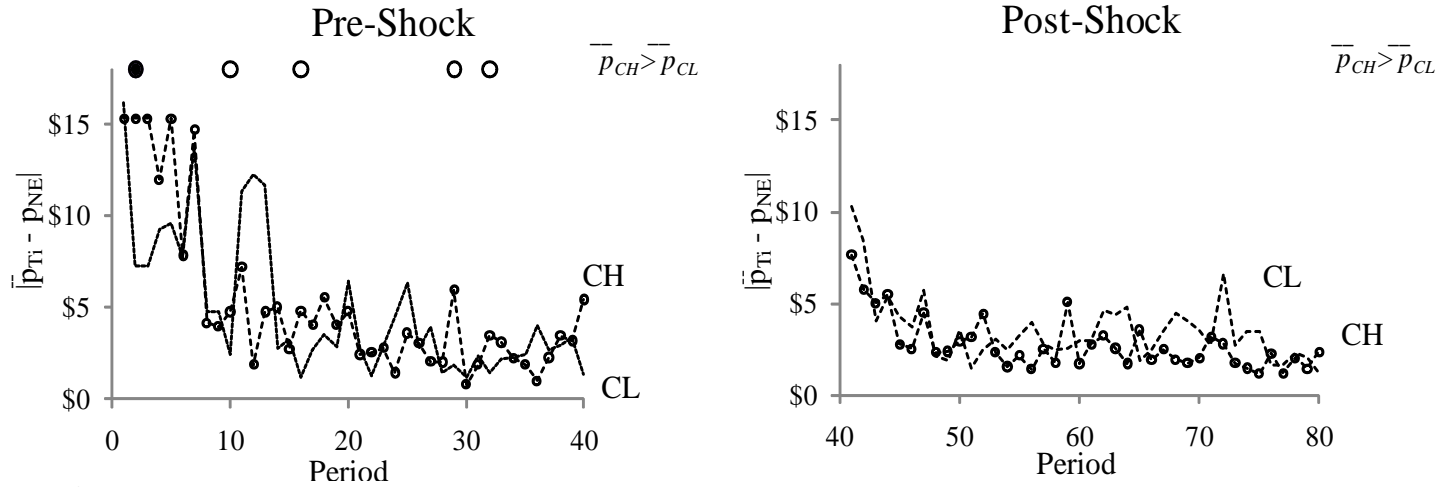 Pre-Shock
p̅CH>p̅CL
$15
$10
$5
$0
|p̅Ti - pNE|
CH
CL
0 10 20 30 40
Period
Post-Shock
p̅CH>p̅CL
$15
$10
$5
$0
|p̅Ti - pNE|
CL
CH
40 50 60 70 80
Period